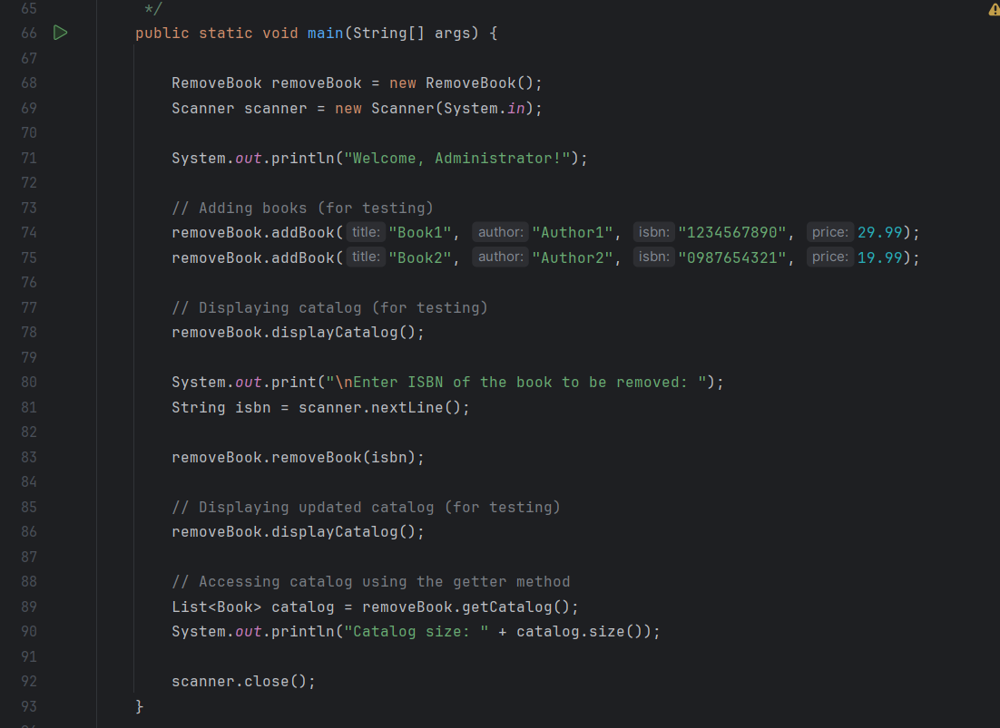 65 */
66 public static void main(String[] args) {
67
68 RemoveBook removeBook = new RemoveBook();
69 Scanner scanner = new Scanner(System.in);
70
71 System.out.println("Welcome, Administrator!");
72
73 // Adding books (for testing)
74 removeBook.addBook( title: "Book1", author: "Author1", isbn: "1234567890", price: 29.99);
75 removeBook.addBook( title: "Book2", author: "Author2", isbn: "0987654321", price: 19.99);
76
77 // Displaying catalog (for testing)
78 removeBook.displayCatalog();
79
80 System.out.print("\nEnter ISBN of the book to be removed: ");
81 String isbn = scanner.nextLine();
82
83 removeBook.removeBook(isbn);
84
85 // Displaying updated catalog (for testing)
86 removeBook.displayCatalog();
87
88 // Accessing catalog using the getter method
89 List<Book> catalog = removeBook.getCatalog();
90 System.out.println("Catalog size: " + catalog.size());
91
92 scanner.close();
93 }